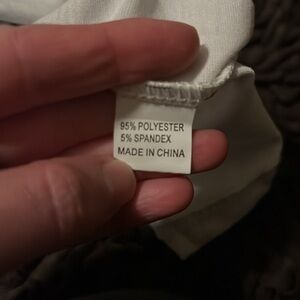 95% POLYESTER
5% SPANDEX
MADE IN CHINA